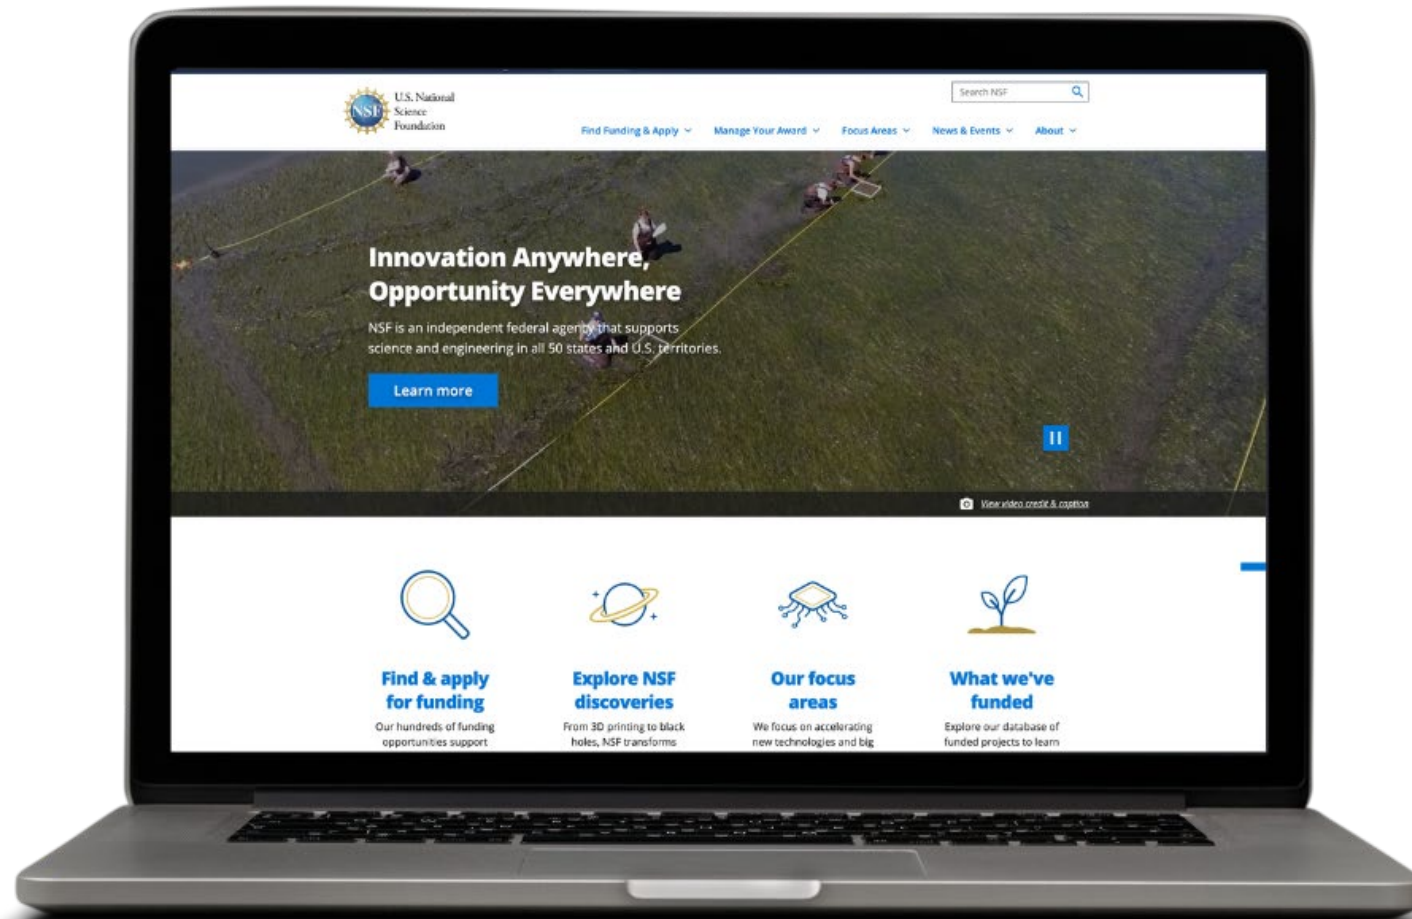 NSF
U.S. National
Science
Foundation
Search NSF
Find Funding & Apply
Manage Your Award
Focus Areas
News & Events
About
Innovation Anywhere,
Opportunity Everywhere
NSF is an independent federal agency that supports
science and engineering in all 50 states and U.S. territories.
Learn more
View video credit & caption
Find & apply
for funding
Our hundreds of funding
opportunities support
Explore NSF
discoveries
From 3D printing to black
holes, NSF transforms
Our focus
areas
We focus on accelerating
new technologies and big
What we've
funded
Explore our database of
funded projects to learn